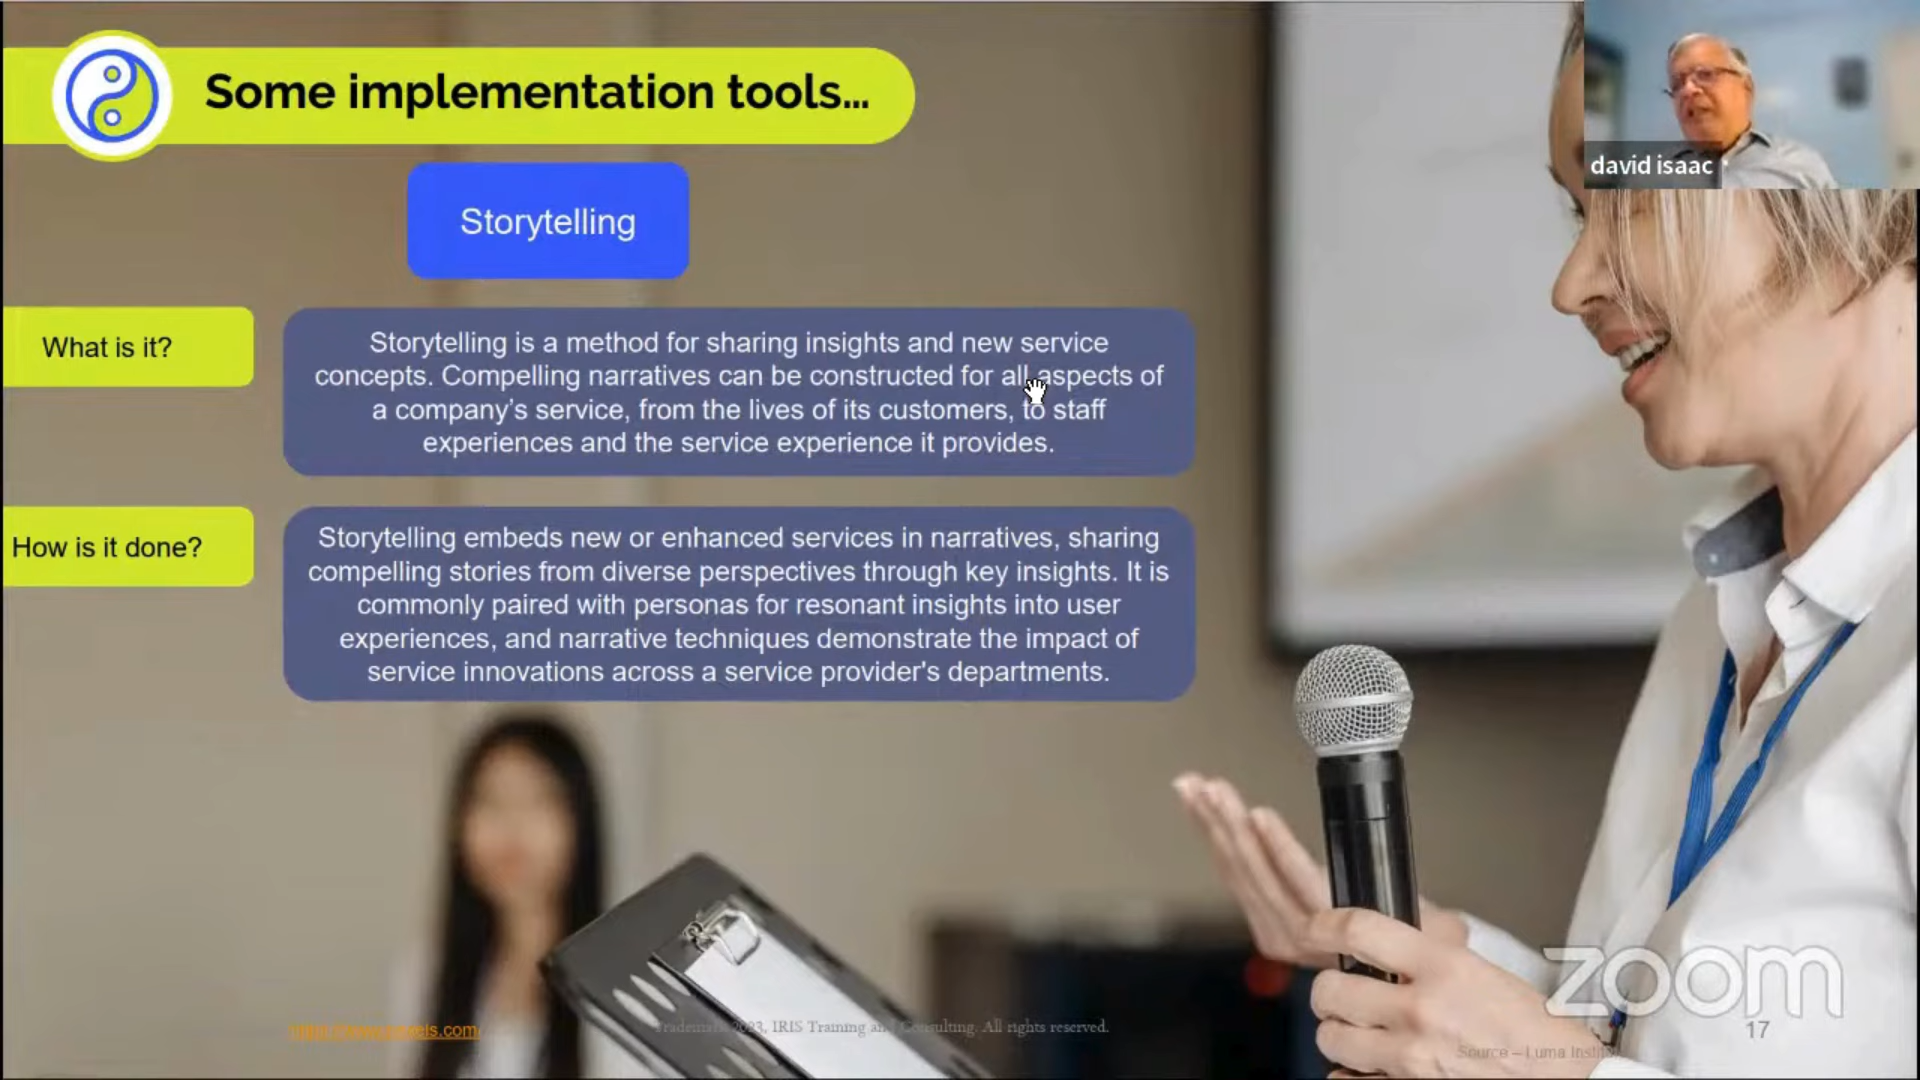 Some implementation tools...
david isaac
Storytelling
What is it?
Storytelling is a method for sharing insights and new service
concepts. Compelling narratives can be constructed for all aspects of
a company's service, from the lives of its customers, to staff
experiences and the service experience it provides.
How is it done?
Storytelling embeds new or enhanced services in narratives, sharing
compelling stories from diverse perspectives through key insights. It is
commonly paired with personas for resonant insights into user
experiences, and narrative techniques demonstrate the impact of
service innovations across a service provider's departments.
zoom
2023, IRIS Training and Consulting. All rights reserved.
17
Source – Luma